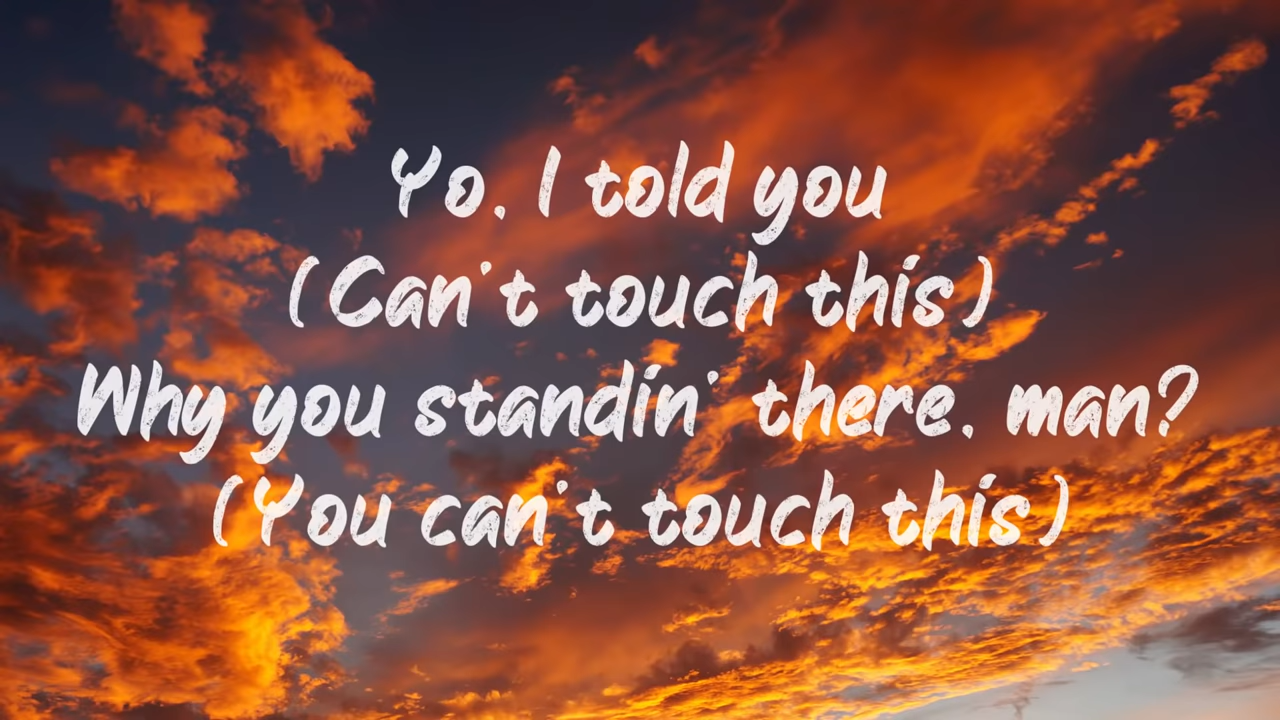 Yo, I told you
(Can't touch this)
Why you standin' there, man?
(You can't touch this)